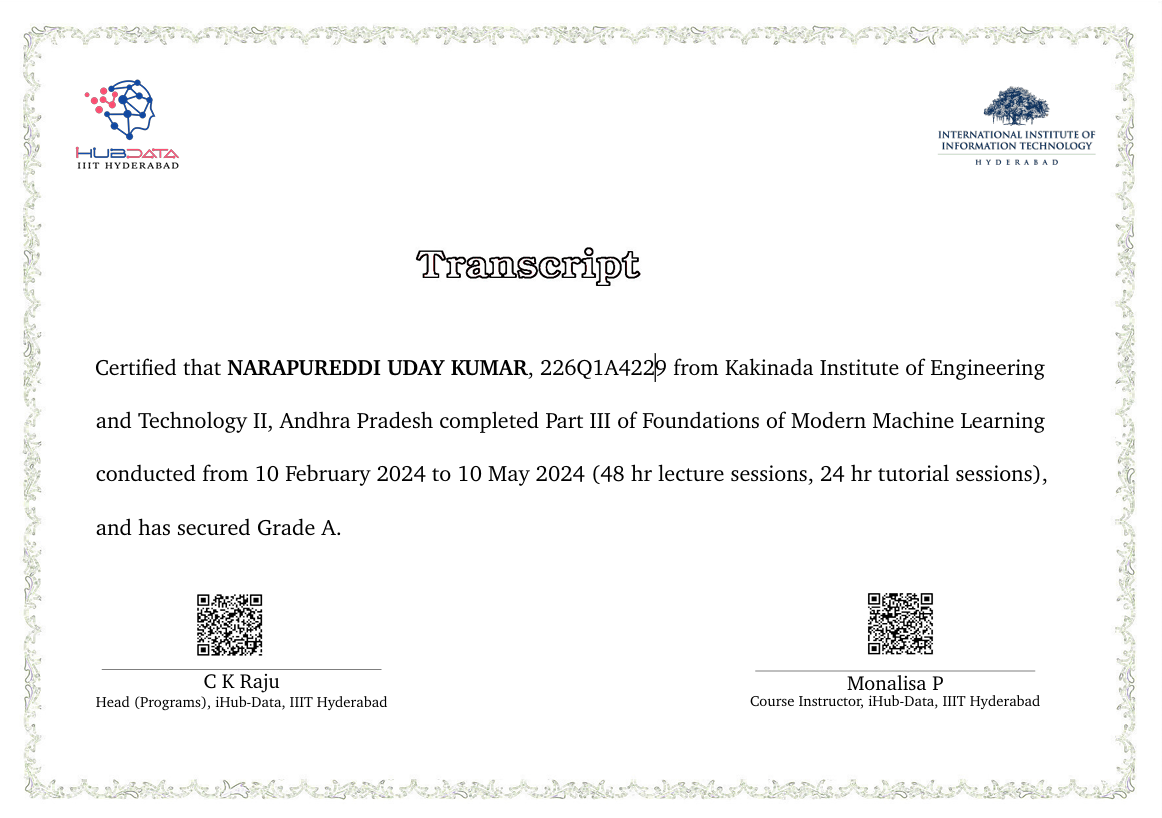 HUBDATA
IIIT HYDERABAD
INTERNATIONAL INSTITUTE OF
INFORMATION TECHNOLOGY
HYDERABAD
Transcript
Certified that NARAPUREDDI UDAY KUMAR, 226Q1A4229 from Kakinada Institute of Engineering
and Technology II, Andhra Pradesh completed Part III of Foundations of Modern Machine Learning
conducted from 10 February 2024 to 10 May 2024 (48 hr lecture sessions, 24 hr tutorial sessions),
and has secured Grade A.
C K Raju
Head (Programs), iHub-Data, IIIT Hyderabad
Monalisa P
Course Instructor, iHub-Data, IIIT Hyderabad